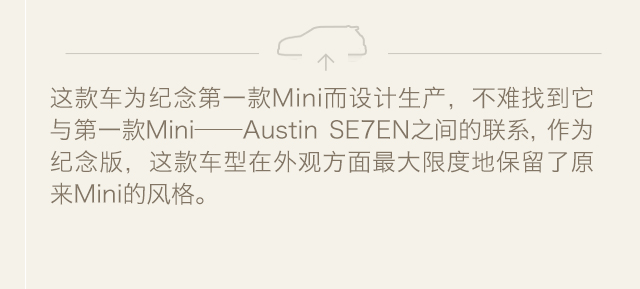 这款车为纪念第一款Mini而设计生产，不难找到它
与第一款Mini——Austin SE7EN之间的联系, 作为
纪念版，这款车型在外观方面最大限度地保留了原
来Mini的风格。